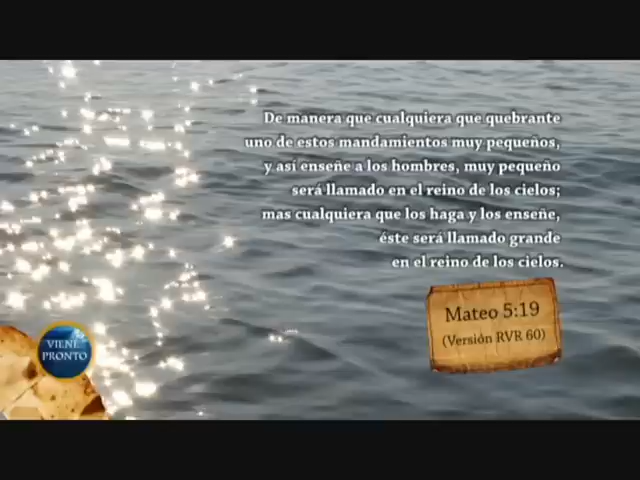 De manera que cualquiera que quebrante
uno de estos mandamientos muy pequeños,
y así enseñe a los hombres, muy pequeño
será llamado en el reino de los cielos;
mas cualquiera que los haga y los enseñe,
éste será llamado grande
en el reino de los cielos.
Mateo 5:19
(Versión RVR 60)
VIENE
PRONTO